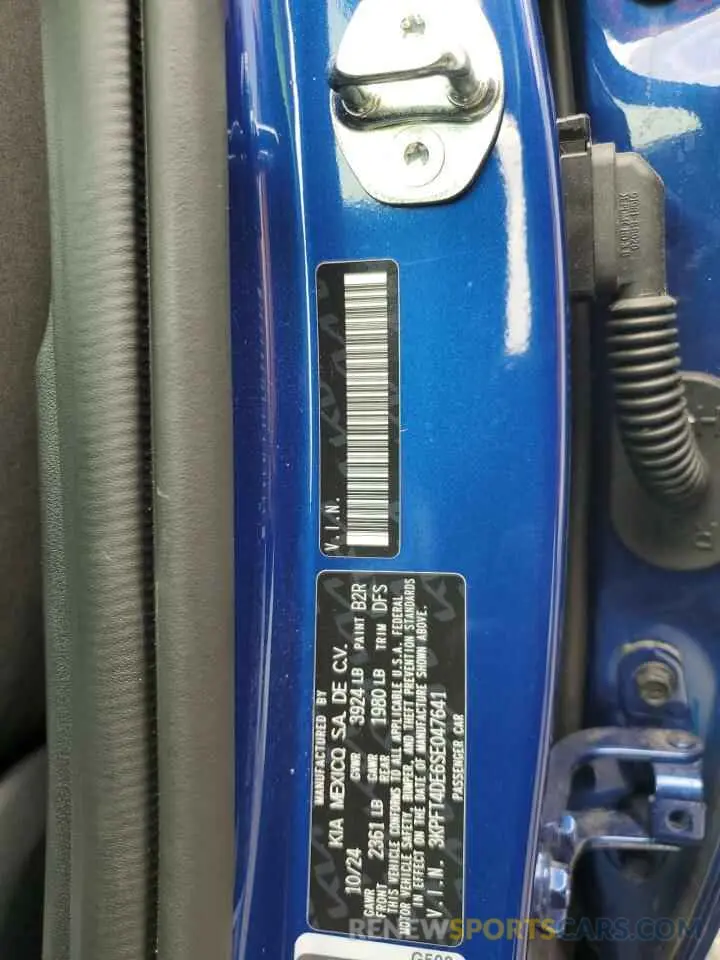 V.I.N.
MANUFACTURED BY
KIA MEXICO, S.A. DE C.V.
10/24 GVWR 3924 LB PAINT B2R
GAWR FRONT 2361 LB GAWR REAR 1980 LB TRIM DFS
THIS VEHICLE CONFORMS TO ALL APPLICABLE U.S.A. FEDERAL
MOTOR VEHICLE SAFETY, BUMPER, AND THEFT PREVENTION STANDARDS
IN EFFECT ON THE DATE OF MANUFACTURE SHOWN ABOVE.
V.I.N. 3KPFT4DE6SE047641
PASSENGER CAR
RENEWSPORTSCARS.COM